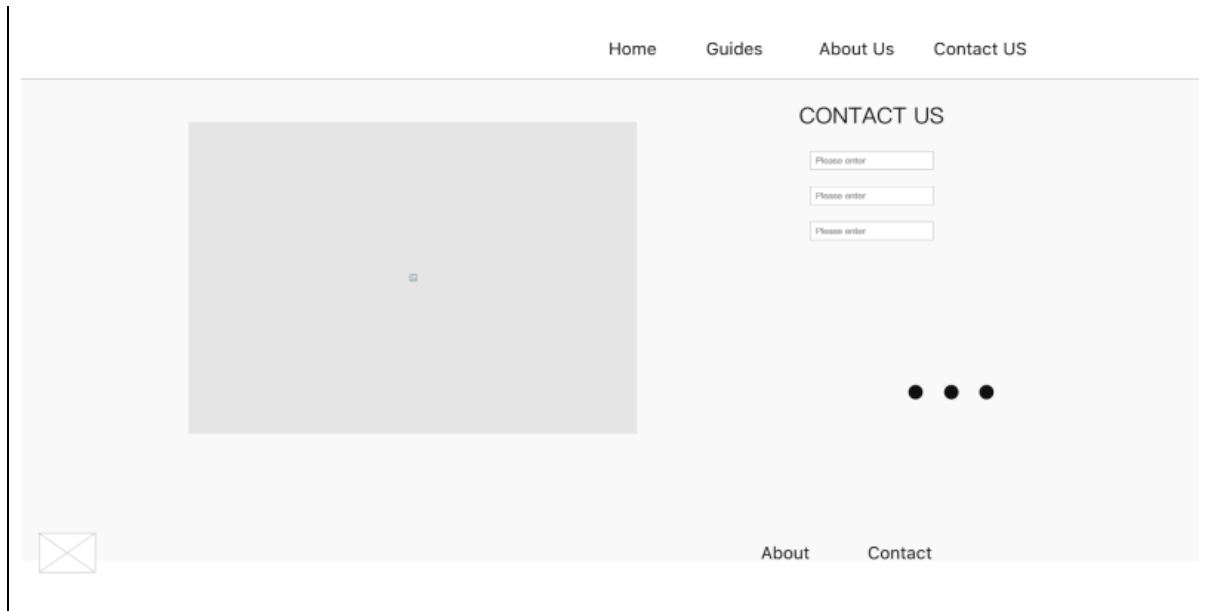 Home Guides About Us Contact US
CONTACT US
Please enter
Please enter
Please enter
About Contact